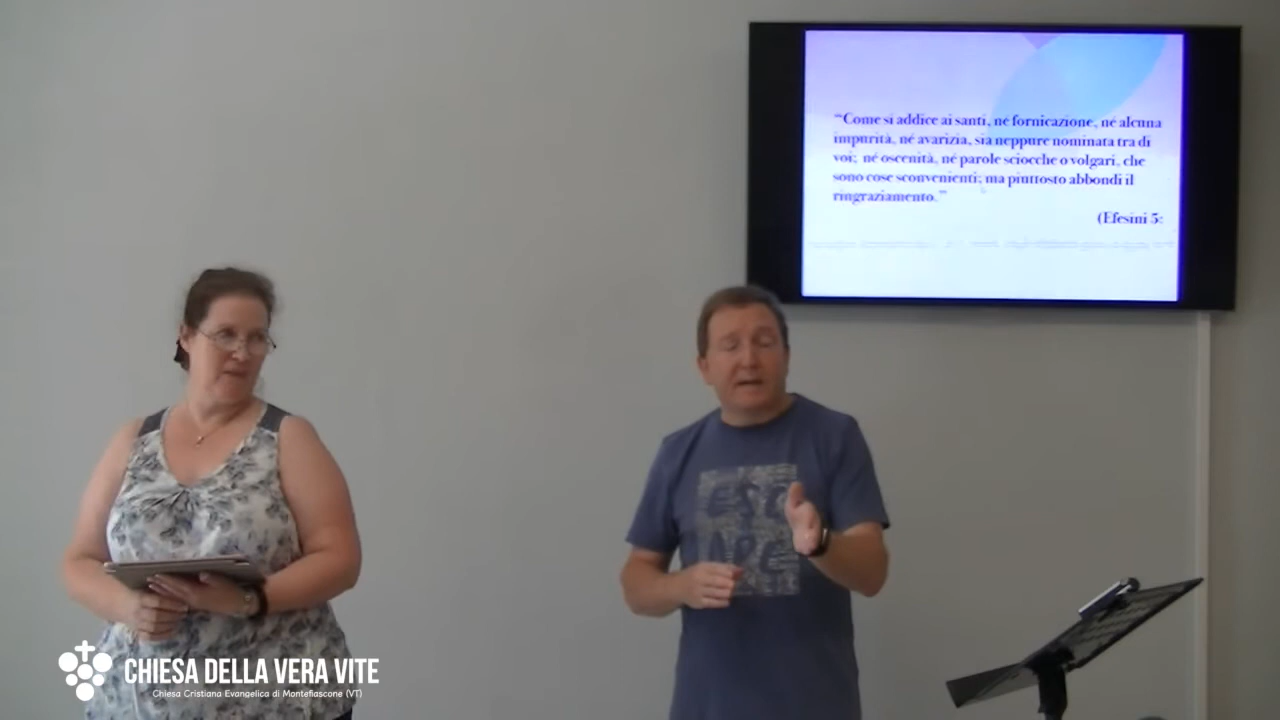 “Come si addice ai santi, né fornicazione, né alcuna
impurità, né avarizia, sia neppure nominata tra di
voi; né oscenità, né parole sciocche o volgari, che
sono cose sconvenienti; ma piuttosto abbondi il
ringraziamento.”
(Efesini 5:
CHIESA DELLA VERA VITE
Chiesa Cristiana Evangelica di Montefiascone (VT)